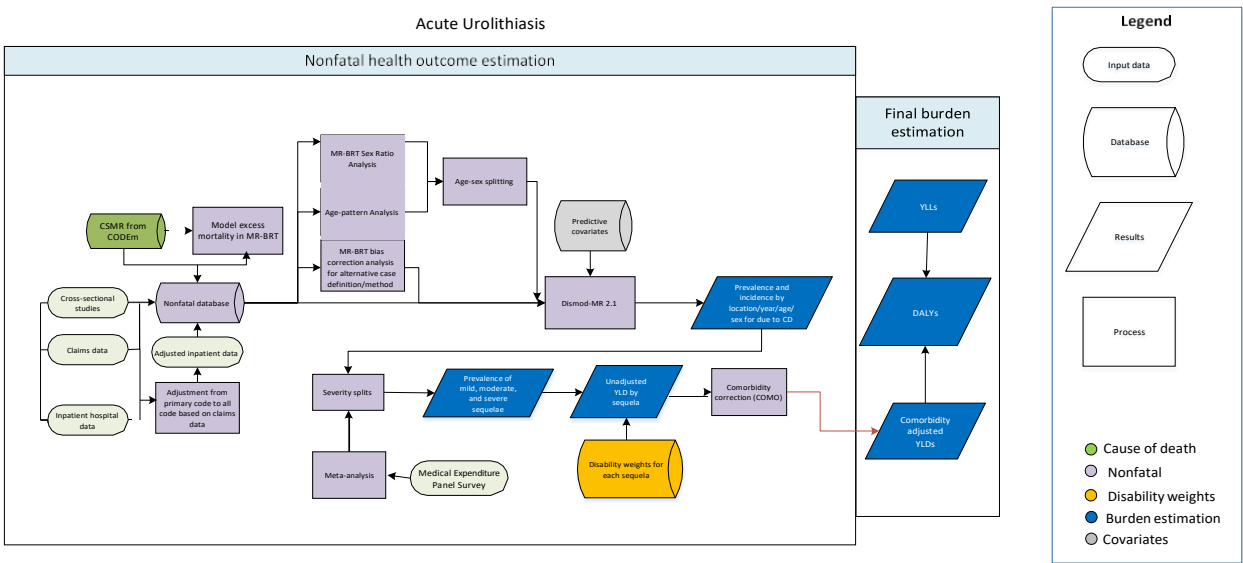 Acute Urolithiasis
Nonfatal health outcome estimation
MR-BRT Sex Ratio
Analysis
Age-pattern Analysis
Age-sex splitting
CSMR from
CODEm
Model excess
mortality in MR-BRT
MR-BRT bias
correction analysis
for alternative case
definition/method
Predictive
covariates
Cross-sectional
studies
Nonfatal database
Dismod-MR 2.1
Prevalence and
incidence by
location/year/age/
sex for due to CD
Claims data
Adjusted inpatient data
Inpatient hospital
data
Adjustment from
primary code to all
code based on claims
data
Severity splits
Prevalence of
mild, moderate,
and severe
sequelae
Unadjusted
YLD by
sequela
Comorbidity
correction (COMO)
Meta-analysis
Medical Expenditure
Panel Survey
Disability weights for
each sequela
Final burden
estimation
YLLs
DALYs
Comorbidity
adjusted
YLDs
Legend
Input data
Database
Results
Process
Cause of death
Nonfatal
Disability weights
Burden estimation
Covariates